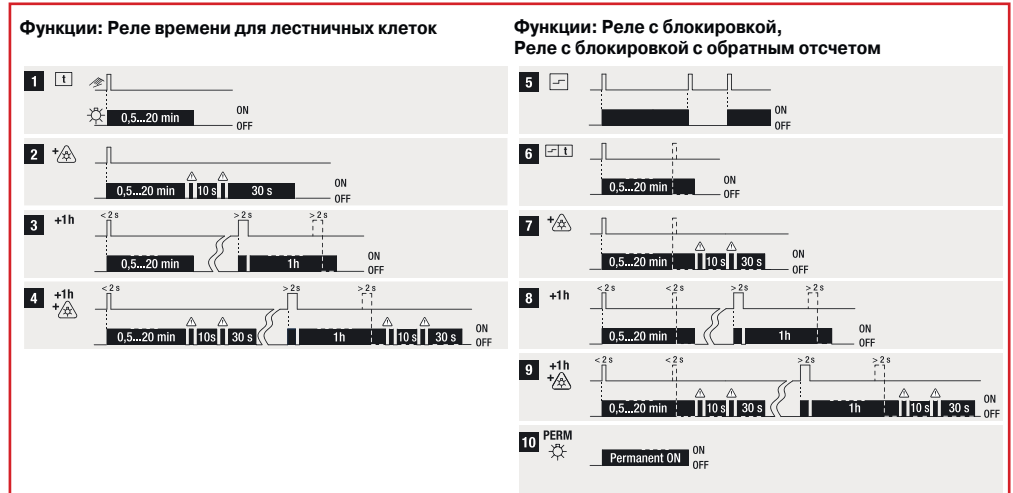 Функции: Реле времени для лестничных клеток
1 t
0,5...20 min ON
OFF
2 +
0,5...20 min 10 s 30 s ON
OFF
3 +1h < 2 s > 2 s > 2 s
0,5...20 min 1h ON
OFF
4 +1h + < 2 s > 2 s > 2 s
0,5...20 min 10s 30 s 1h 10 s 30 s ON
OFF
Функции: Реле с блокировкой,
Реле с блокировкой с обратным отсчетом
5
ON
OFF
6 t
0,5...20 min ON
OFF
7 +
0,5...20 min 10 s 30 s ON
OFF
8 +1h < 2 s < 2 s > 2 s > 2 s
0,5...20 min 1h ON
OFF
9 +1h + < 2 s < 2 s > 2 s > 2 s
0,5...20 min 10 s 30 s 1h 10 s 30 s ON
OFF
10 PERM
Permanent ON ON
OFF